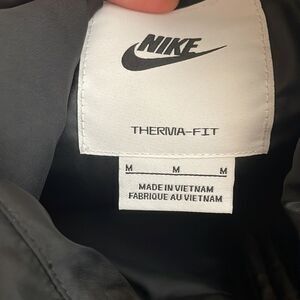 NIKE
THERMA-FIT
M M M
MADE IN VIETNAM
FABRIQUE AU VIETNAM